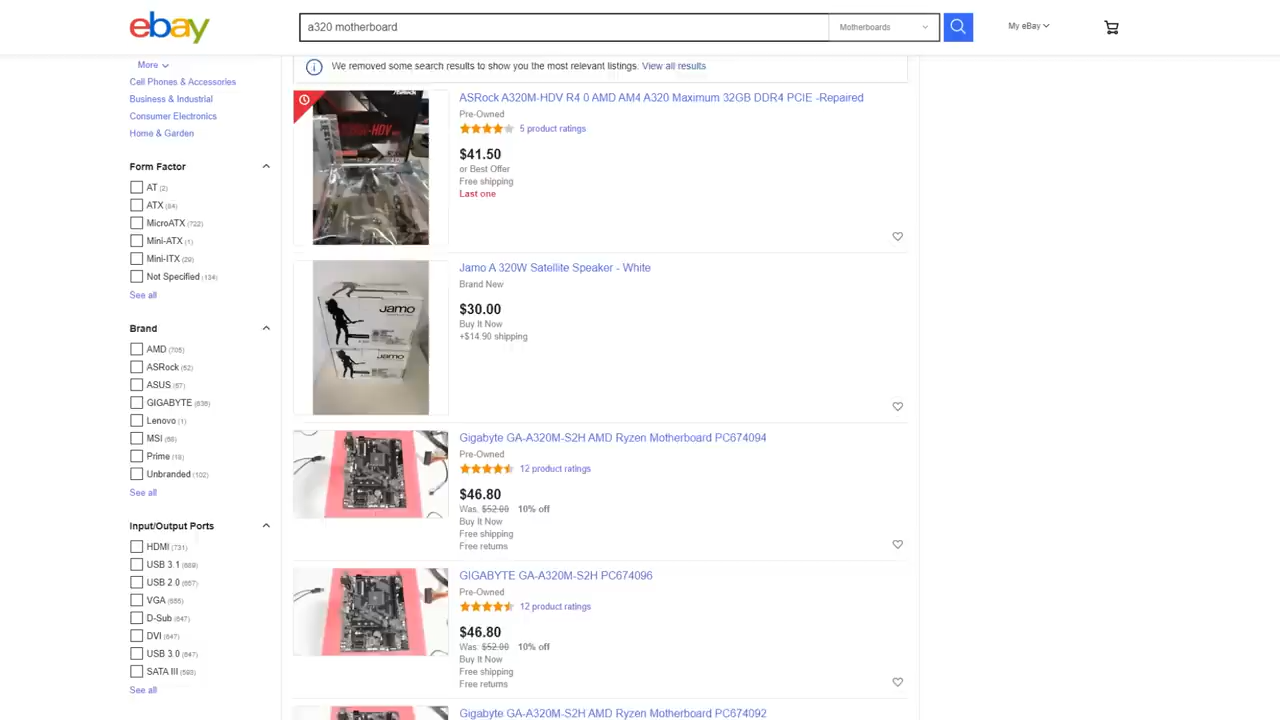 ebay
a320 motherboard
Motherboards
My eBay
More
Cell Phones & Accessories
Business & Industrial
Consumer Electronics
Home & Garden
Form Factor
AT (2)
ATX (84)
MicroATX (722)
Mini-ATX (1)
Mini-ITX (29)
Not Specified (134)
See all
Brand
AMD (705)
ASRock (62)
ASUS (67)
GIGABYTE (636)
Lenovo (1)
MSI (68)
Prime (18)
Unbranded (102)
See all
Input/Output Ports
HDMI (731)
USB 3.1 (669)
USB 2.0 (657)
VGA (655)
D-Sub (647)
DVI (647)
USB 3.0 (647)
SATA III (593)
See all
We removed some search results to show you the most relevant listings. View all results
ASRock A320M-HDV R4 0 AMD AM4 A320 Maximum 32GB DDR4 PCIE -Repaired
Pre-Owned
5 product ratings
$41.50
or Best Offer
Free shipping
Last one
Jamo A 320W Satellite Speaker - White
Brand New
$30.00
Buy It Now
+$14.90 shipping
Jamo
Jamo
Gigabyte GA-A320M-S2H AMD Ryzen Motherboard PC674094
Pre-Owned
12 product ratings
$46.80
Was: $52.00 10% off
Buy It Now
Free shipping
Free returns
GIGABYTE GA-A320M-S2H PC674096
Pre-Owned
12 product ratings
$46.80
Was: $52.00 10% off
Buy It Now
Free shipping
Free returns
Gigabyte GA-A320M-S2H AMD Ryzen Motherboard PC674092